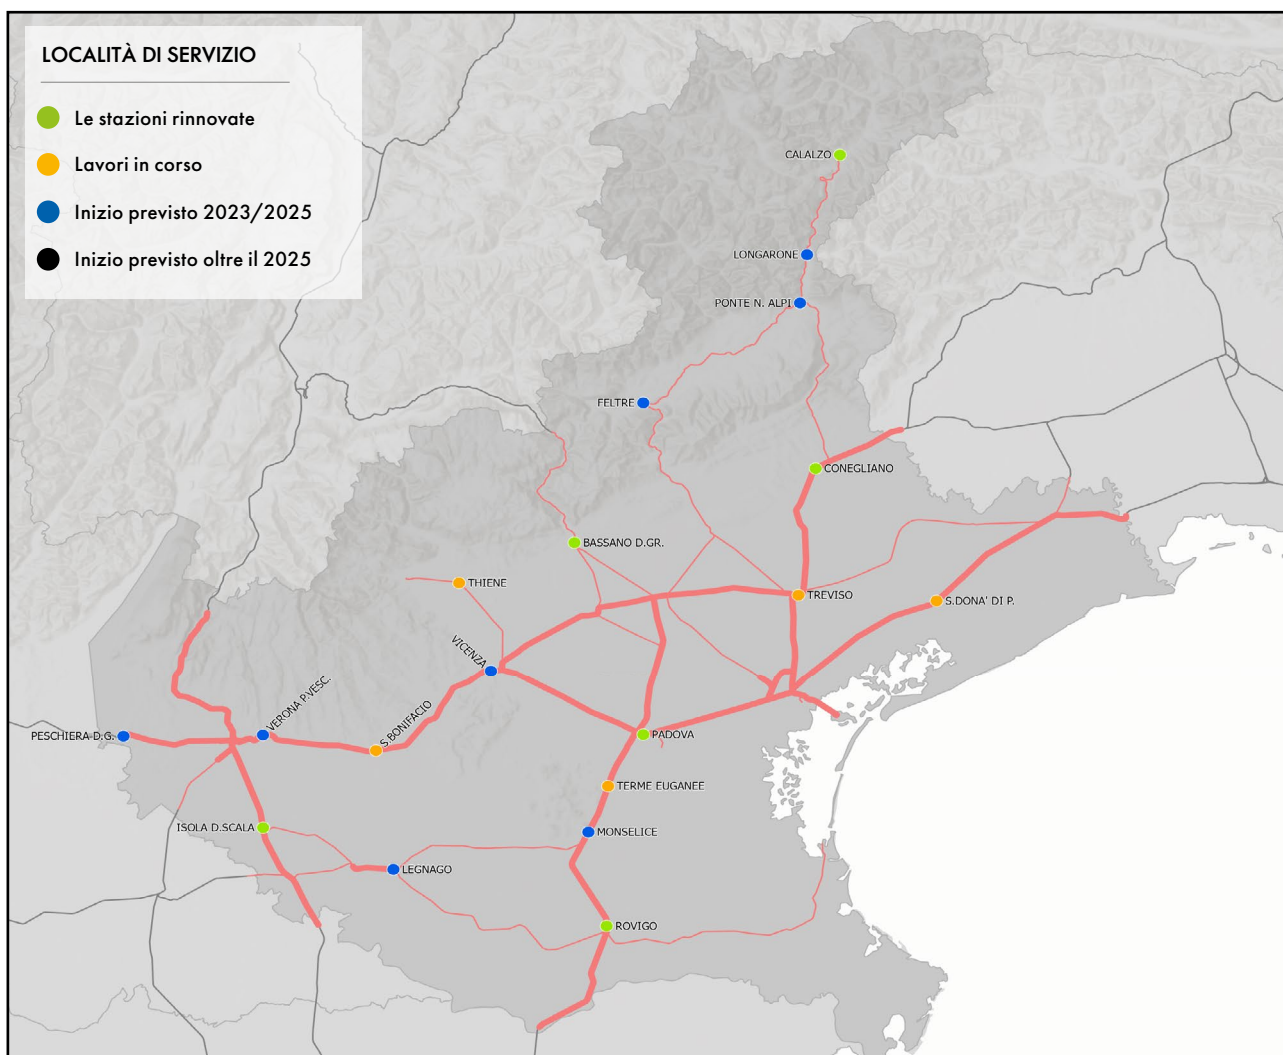 LOCALITÀ DI SERVIZIO
Le stazioni rinnovate
Lavori in corso
Inizio previsto 2023/2025
Inizio previsto oltre il 2025
CALALZO
LONGARONE
PONTE N. ALPI
FELTRE
CONEGLIANO
BASSANO D.GR.
THIENE
TREVISO
S.DONA' DI P.
VICENZA
VERONA P.VESC.
S.BONIFACIO
PESCHIERA D.G.
PADOVA
TERME EUGANEE
ISOLA D.SCALA
MONSELICE
LEGNAGO
ROVIGO